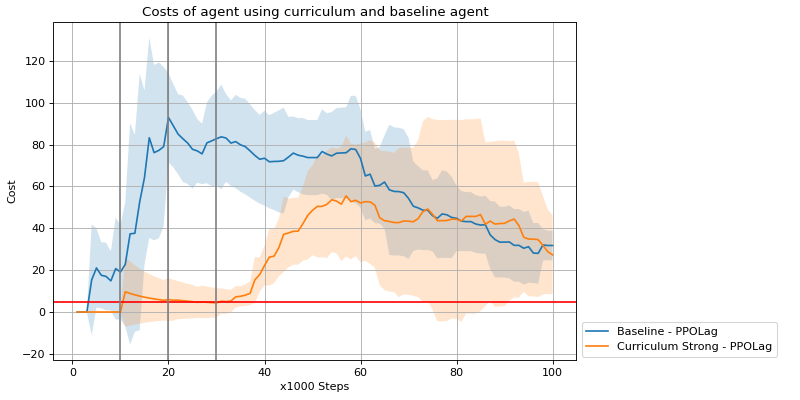 Costs of agent using curriculum and baseline agent
Cost
120
100
80
60
40
20
0
−20
0 20 40 60 80 100
x1000 Steps
Baseline - PPOLag
Curriculum Strong - PPOLag